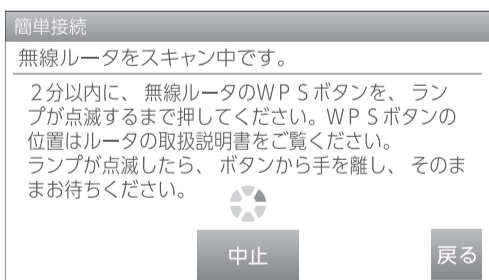 簡単接続
無線ルータをスキャン中です。
２分以内に、 無線ルータのＷＰＳボタンを、 ラン
プが点滅するまで押してください。ＷＰＳボタンの
位置はルータの取扱説明書をご覧ください。
ランプが点滅したら、 ボタンから手を離し、 そのま
まお待ちください。
中止
戻る